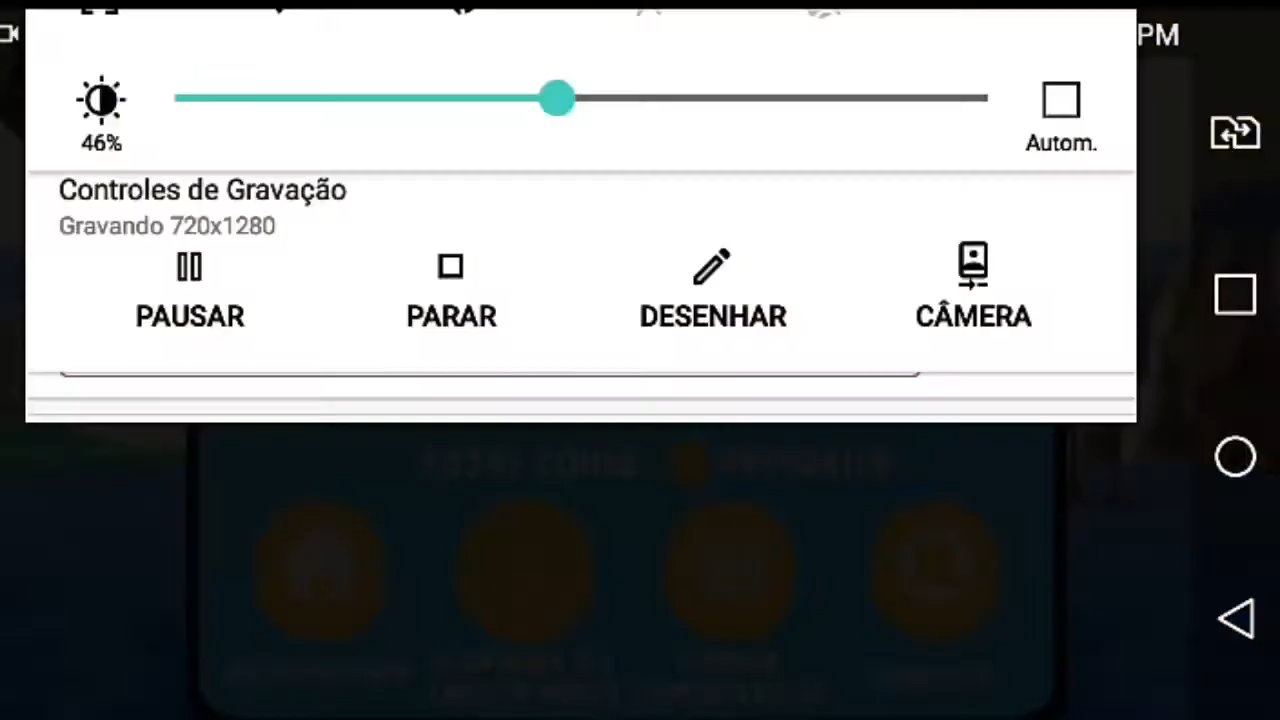 PM
46%
Autom.
Controles de Gravação
Gravando 720x1280
PAUSAR
PARAR
DESENHAR
CÂMERA